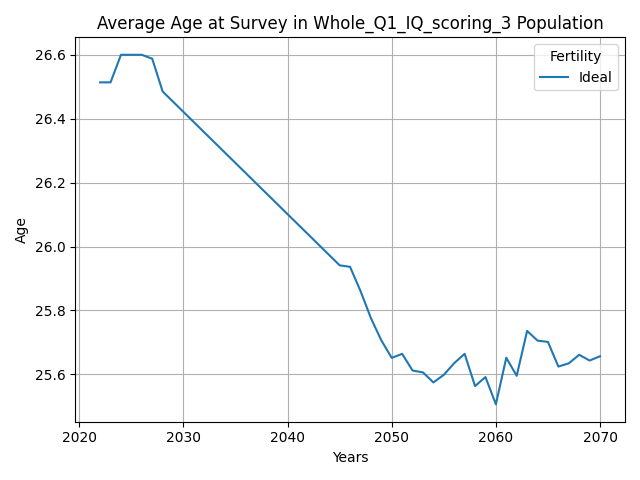 Average Age at Survey in Whole_Q1_IQ_scoring_3 Population
Fertility
Ideal
26.6
26.4
26.2
26.0
25.8
25.6
Age
2020
2030
2040
2050
2060
2070
Years